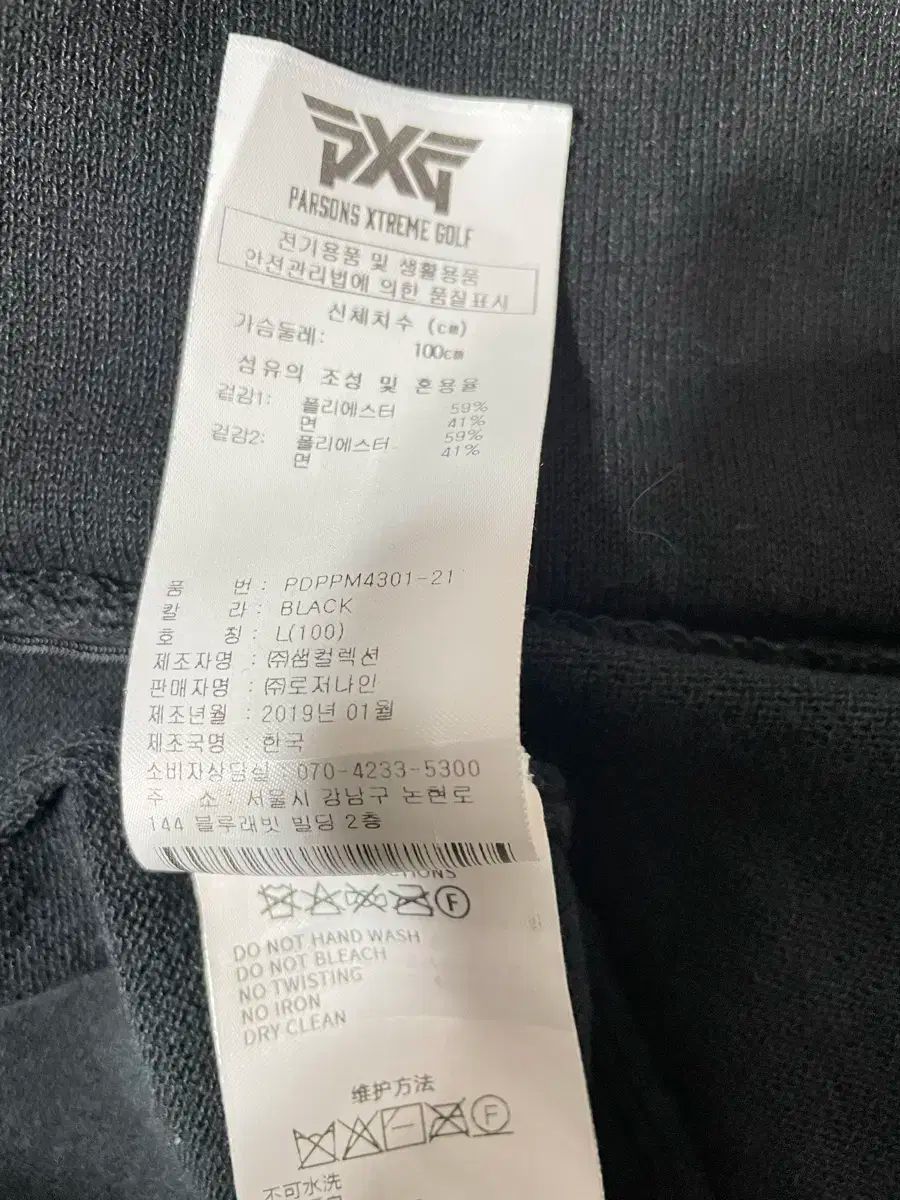 PXG
PARSONS XTREME GOLF
전기용품 및 생활용품
안전관리법에 의한 품질표시
신체치수 (cm)
가슴둘레: 100cm
섬유의 조성 및 혼용율
겉감1: 폴리에스터 59%
면 41%
겉감2: 폴리에스터 59%
면 41%
품 번 : PDPPM4301-21
칼 라 : BLACK
호 칭 : L(100)
제조자명 : ㈜샘컬렉션
판매자명 : ㈜로저나인
제조년월 : 2019년 01월
제조국명 : 한국
소비자상담실 : 070-4233-5300
주 소 : 서울시 강남구 논현로
144 블루래빗 빌딩 2층
F
DO NOT HAND WASH
DO NOT BLEACH
NO TWISTING
NO IRON
DRY CLEAN
维护方法
F
不可水洗